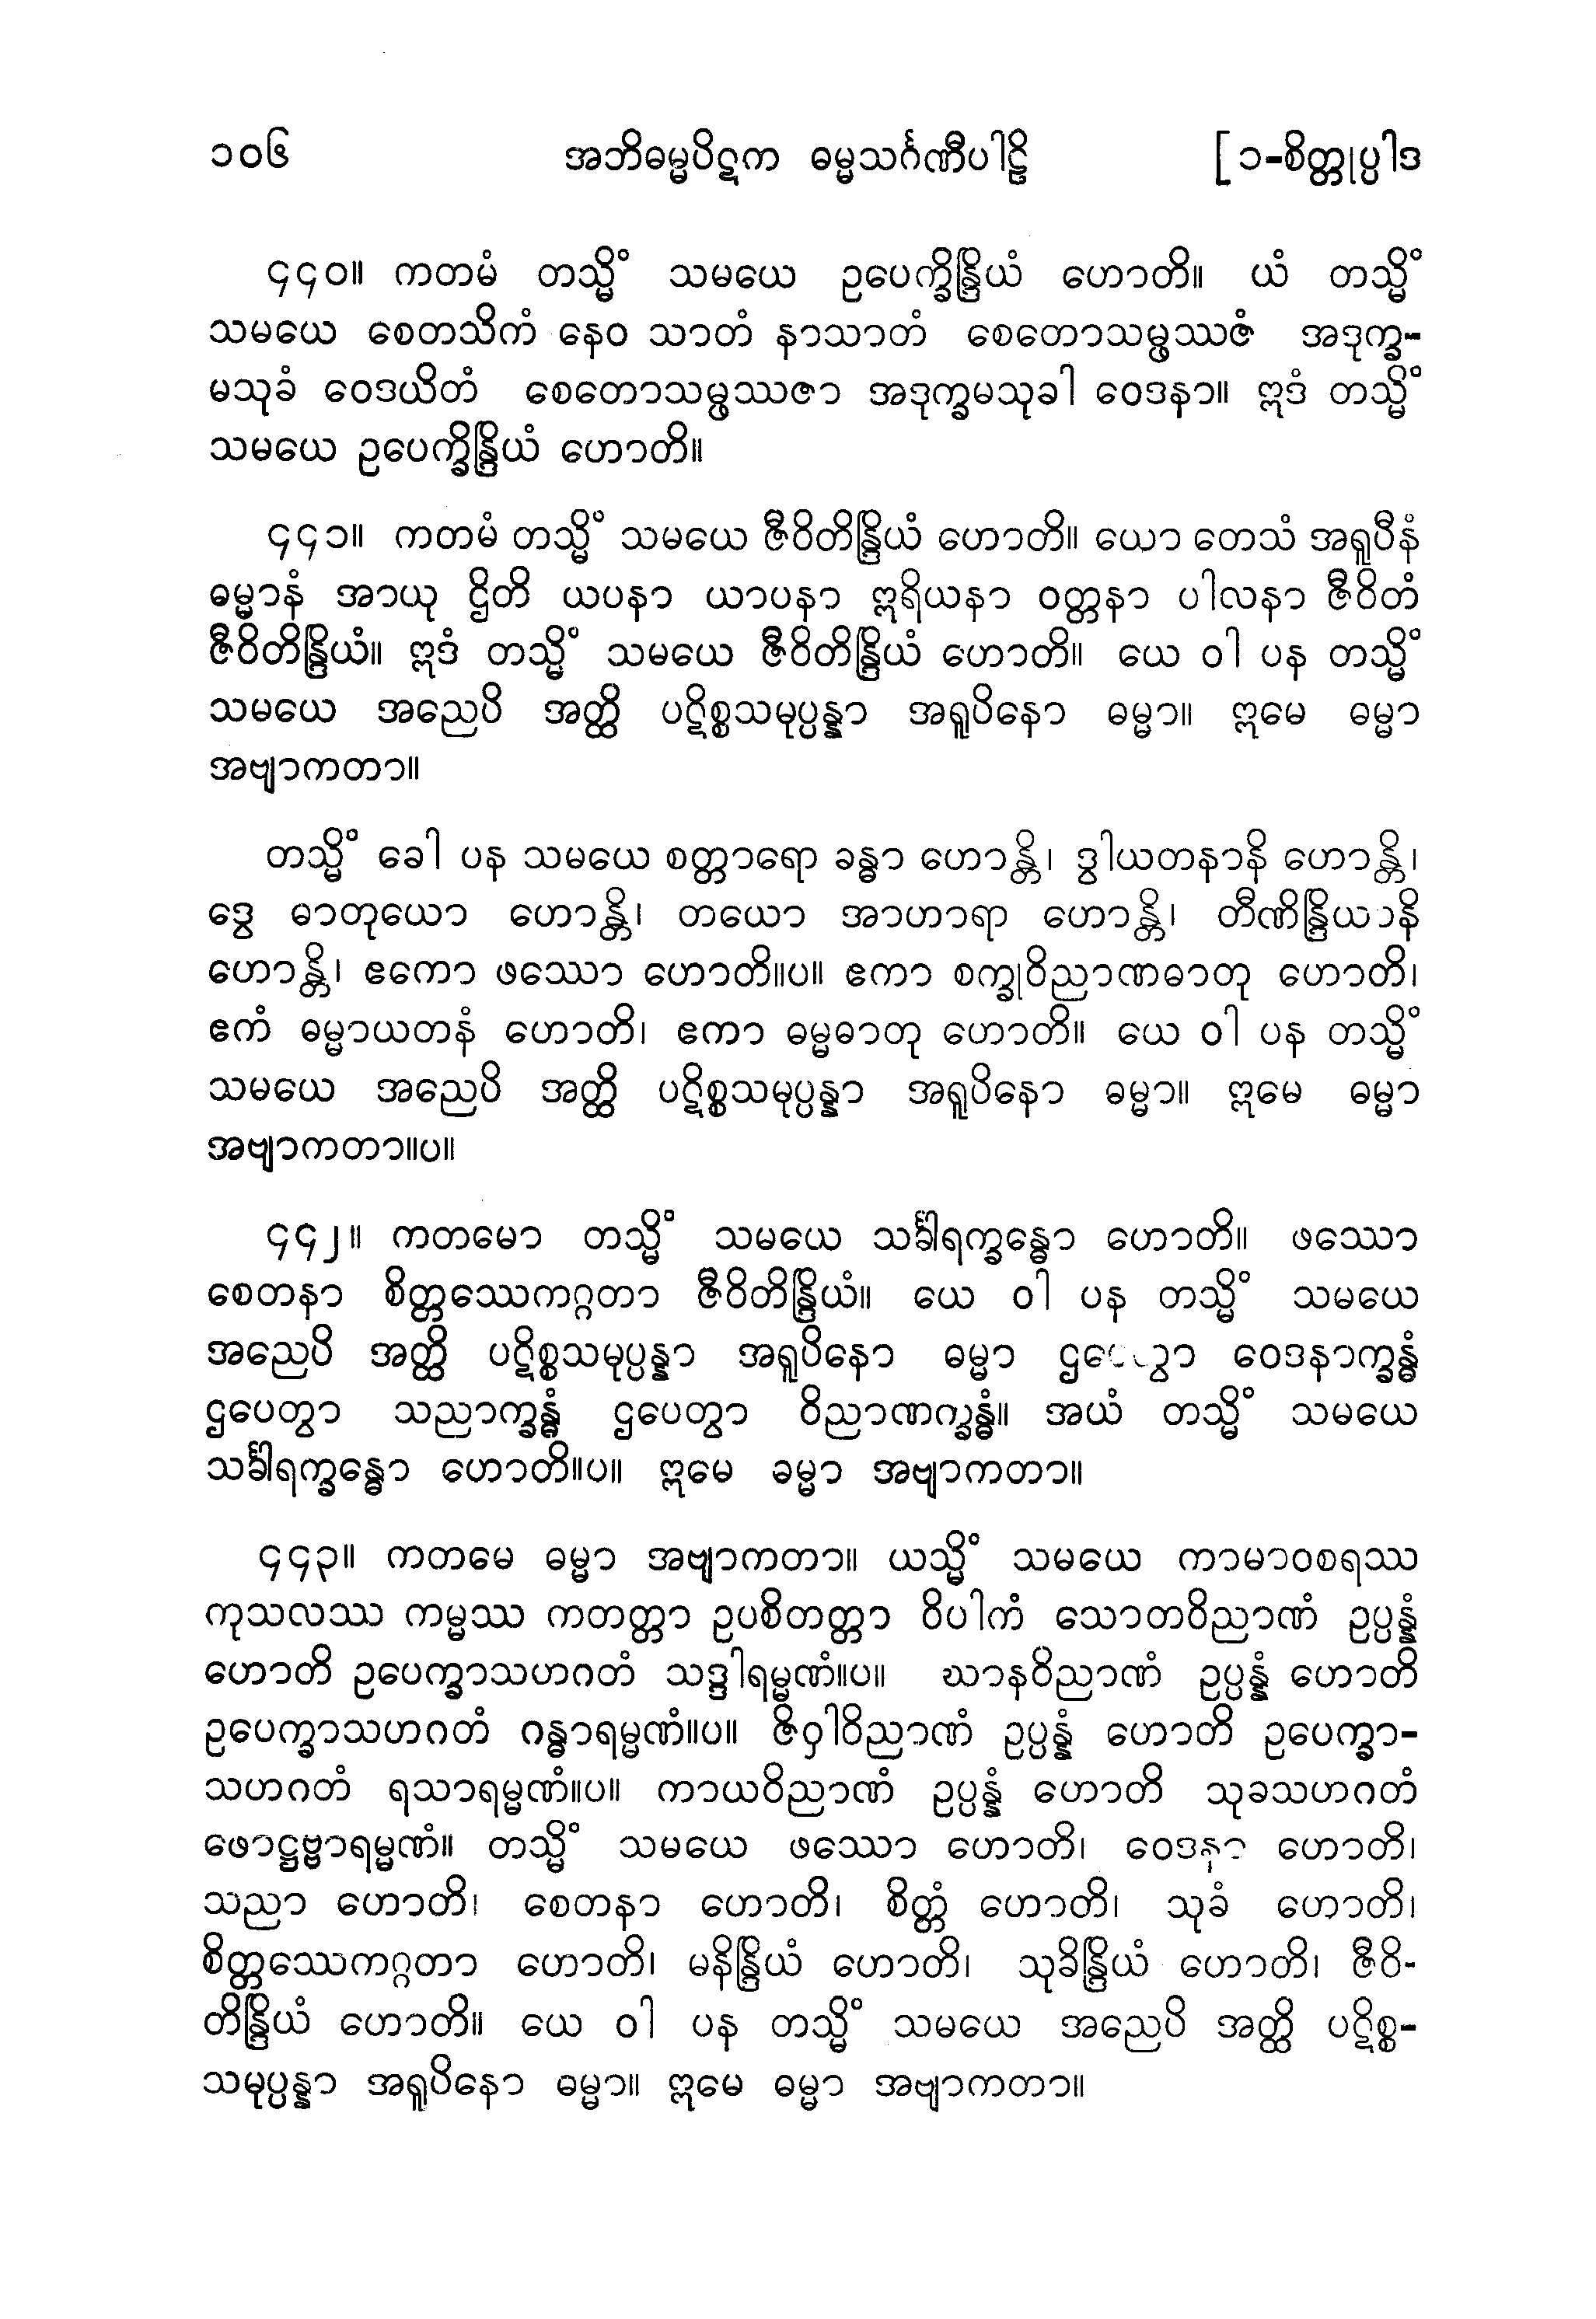 ၁၀၆ အဘိဓမ္မပိဋက ဓမ္မသင်္ဂဏီပါဠိ [ ၁-စိတ္တုပ္ပါဒ
၄၄၀။ ကတမံ တသ္မိံ သမယေ ဥပေက္ခိန္ဒြိယံ ဟောတိ။ ယံ တသ္မိံ
သမယေ စေတသိကံ နေဝ သာတံ နာသာတံ စေတောသမ္ဖဿဇံ အဒုက္ခ-
မသုခံ ဝေဒယိတံ စေတောသမ္ဖဿဇာ အဒုက္ခမသုခါ ဝေဒနာ။ ဣဒံ တသ္မိံ
သမယေ ဥပေက္ခိန္ဒြိယံ ဟောတိ။
၄၄၁။ ကတမံ တသ္မိံ သမယေ ဇီဝိတိန္ဒြိယံ ဟောတိ။ ယော တေသံ အရူပီနံ
ဓမ္မာနံ အာယု ဌိတိ ယပနာ ယာပနာ ဣရိယနာ ဝတ္တနာ ပါလနာ ဇီဝိတံ
ဇီဝိတိန္ဒြိယံ။ ဣဒံ တသ္မိံ သမယေ ဇီဝိတိန္ဒြိယံ ဟောတိ။ ယေ ဝါ ပန တသ္မိံ
သမယေ အညေပိ အတ္ထိ ပဋိစ္စသမုပ္ပန္နာ အရူပိနော ဓမ္မာ။ ဣမေ ဓမ္မာ
အဗျာကတာ။
တသ္မိံ ခေါ ပန သမယေ စတ္တာရော ခန္ဓာ ဟောန္တိ၊ ဒွါယတနာနိ ဟောန္တိ၊
ဒွေ ဓာတုယော ဟောန္တိ၊ တယော အာဟာရာ ဟောန္တိ၊ တီဏိန္ဒြိယာနိ
ဟောန္တိ၊ ဧကော ဖဿော ဟောတိ။ပ။ ဧကာ စက္ခုဝိညာဏဓာတု ဟောတိ၊
ဧကံ ဓမ္မာယတနံ ဟောတိ၊ ဧကာ ဓမ္မဓာတု ဟောတိ။ ယေ ဝါ ပန တသ္မိံ
သမယေ အညေပိ အတ္ထိ ပဋိစ္စသမုပ္ပန္နာ အရူပိနော ဓမ္မာ။ ဣမေ ဓမ္မာ
အဗျာကတာ။ပ။
၄၄၂။ ကတမော တသ္မိံ သမယေ သင်္ခါရက္ခန္ဓော ဟောတိ။ ဖဿော
စေတနာ စိတ္တဿေကဂ္ဂတာ ဇီဝိတိန္ဒြိယံ။ ယေ ဝါ ပန တသ္မိံ သမယေ
အညေပိ အတ္ထိ ပဋိစ္စသမုပ္ပန္နာ အရူပိနော ဓမ္မာ ဌပေတွာ ဝေဒနာက္ခန္ဓံ
ဌပေတွာ သညာက္ခန္ဓံ ဌပေတွာ ဝိညာဏက္ခန္ဓံ။ အယံ တသ္မိံ သမယေ
သင်္ခါရက္ခန္ဓော ဟောတိ။ပ။ ဣမေ ဓမ္မာ အဗျာကတာ။
၄၄၃။ ကတမေ ဓမ္မာ အဗျာကတာ။ ယသ္မိံ သမယေ ကာမာဝစရဿ
ကုသလဿ ကမ္မဿ ကတတ္တာ ဥပစိတတ္တာ ဝိပါကံ သောတဝိညာဏံ ဥပ္ပန္နံ
ဟောတိ ဥပေက္ခာသဟဂတံ သဒ္ဒါရမ္မဏံ။ပ။ ဃာနဝိညာဏံ ဥပ္ပန္နံ ဟောတိ
ဥပေက္ခာသဟဂတံ ဂန္ဓာရမ္မဏံ။ပ။ ဇိဝှါဝိညာဏံ ဥပ္ပန္နံ ဟောတိ ဥပေက္ခာ-
သဟဂတံ ရသာရမ္မဏံ။ပ။ ကာယဝိညာဏံ ဥပ္ပန္နံ ဟောတိ သုခသဟဂတံ
ဖောဋ္ဌဗ္ဗာရမ္မဏံ။ တသ္မိံ သမယေ ဖဿော ဟောတိ၊ ဝေဒနာ ဟောတိ၊
သညာ ဟောတိ၊ စေတနာ ဟောတိ၊ စိတ္တံ ဟောတိ၊ သုခံ ဟောတိ၊
စိတ္တဿေကဂ္ဂတာ ဟောတိ၊ မနိန္ဒြိယံ ဟောတိ၊ သုခိန္ဒြိယံ ဟောတိ၊ ဇီဝိ-
တိန္ဒြိယံ ဟောတိ။ ယေ ဝါ ပန တသ္မိံ သမယေ အညေပိ အတ္ထိ ပဋိစ္စ-
သမုပ္ပန္နာ အရူပိနော ဓမ္မာ။ ဣမေ ဓမ္မာ အဗျာကတာ။